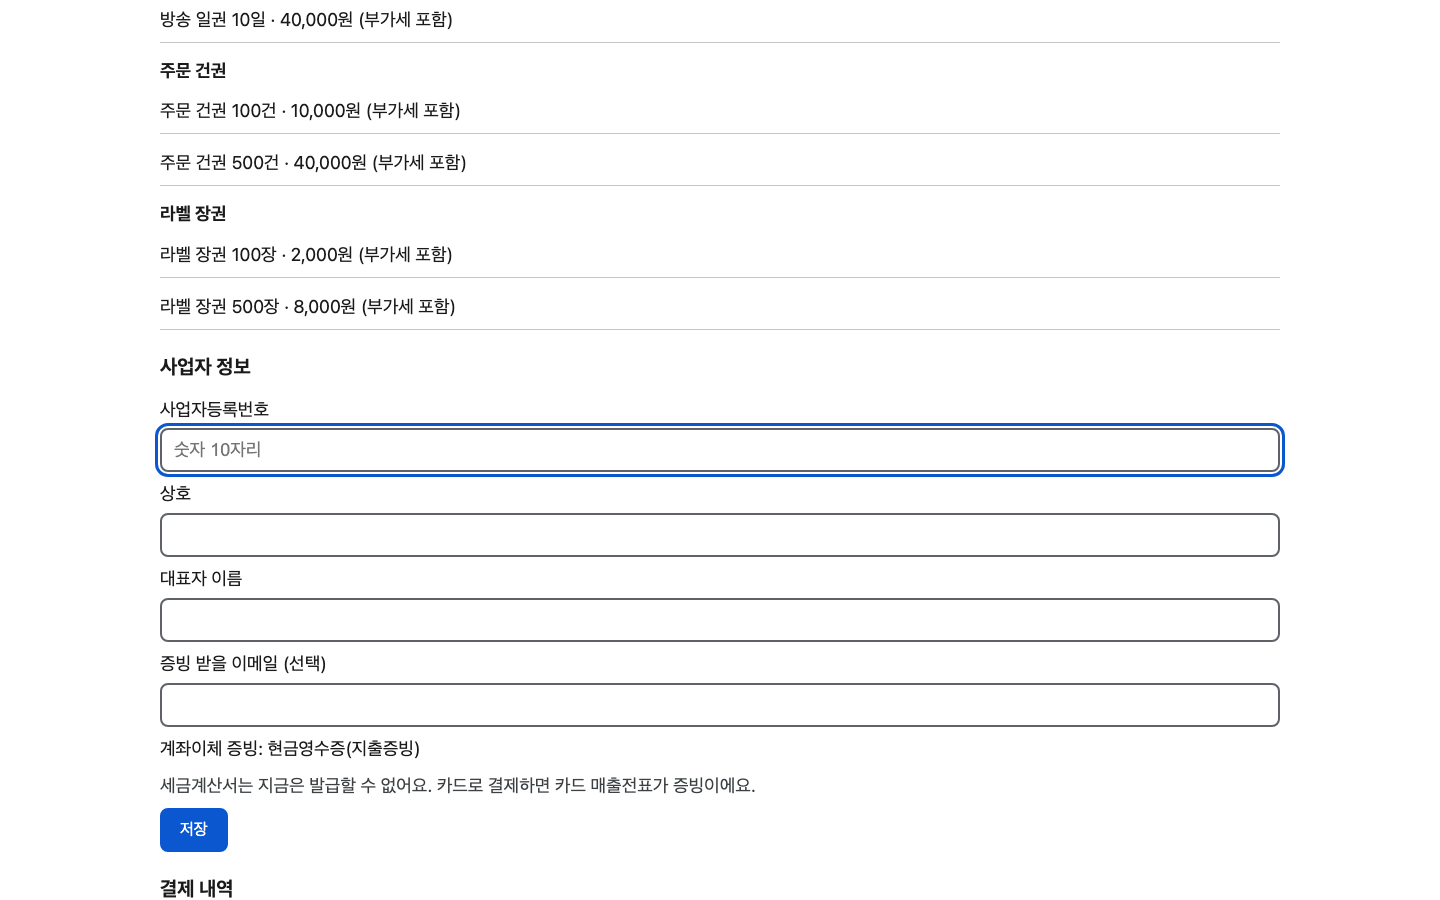 방송 일권 10일 · 40,000원 (부가세 포함)
주문 건권
주문 건권 100건 · 10,000원 (부가세 포함)
주문 건권 500건 · 40,000원 (부가세 포함)
라벨 장권
라벨 장권 100장 · 2,000원 (부가세 포함)
라벨 장권 500장 · 8,000원 (부가세 포함)
사업자 정보
사업자등록번호
숫자 10자리
상호
대표자 이름
증빙 받을 이메일 (선택)
계좌이체 증빙: 현금영수증(지출증빙)
세금계산서는 지금은 발급할 수 없어요. 카드로 결제하면 카드 매출전표가 증빙이에요.
저장
결제 내역